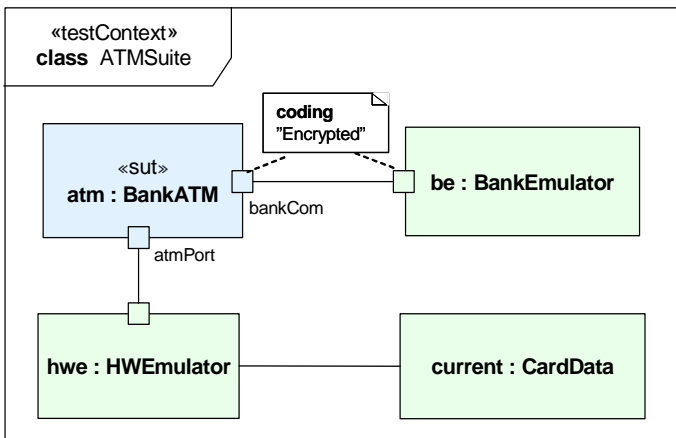 «testContext»
class ATMSuite
coding
"Encrypted"
«sut»
atm : BankATM
bankCom
be : BankEmulator
atmPort
hwe : HWEmulator
current : CardData